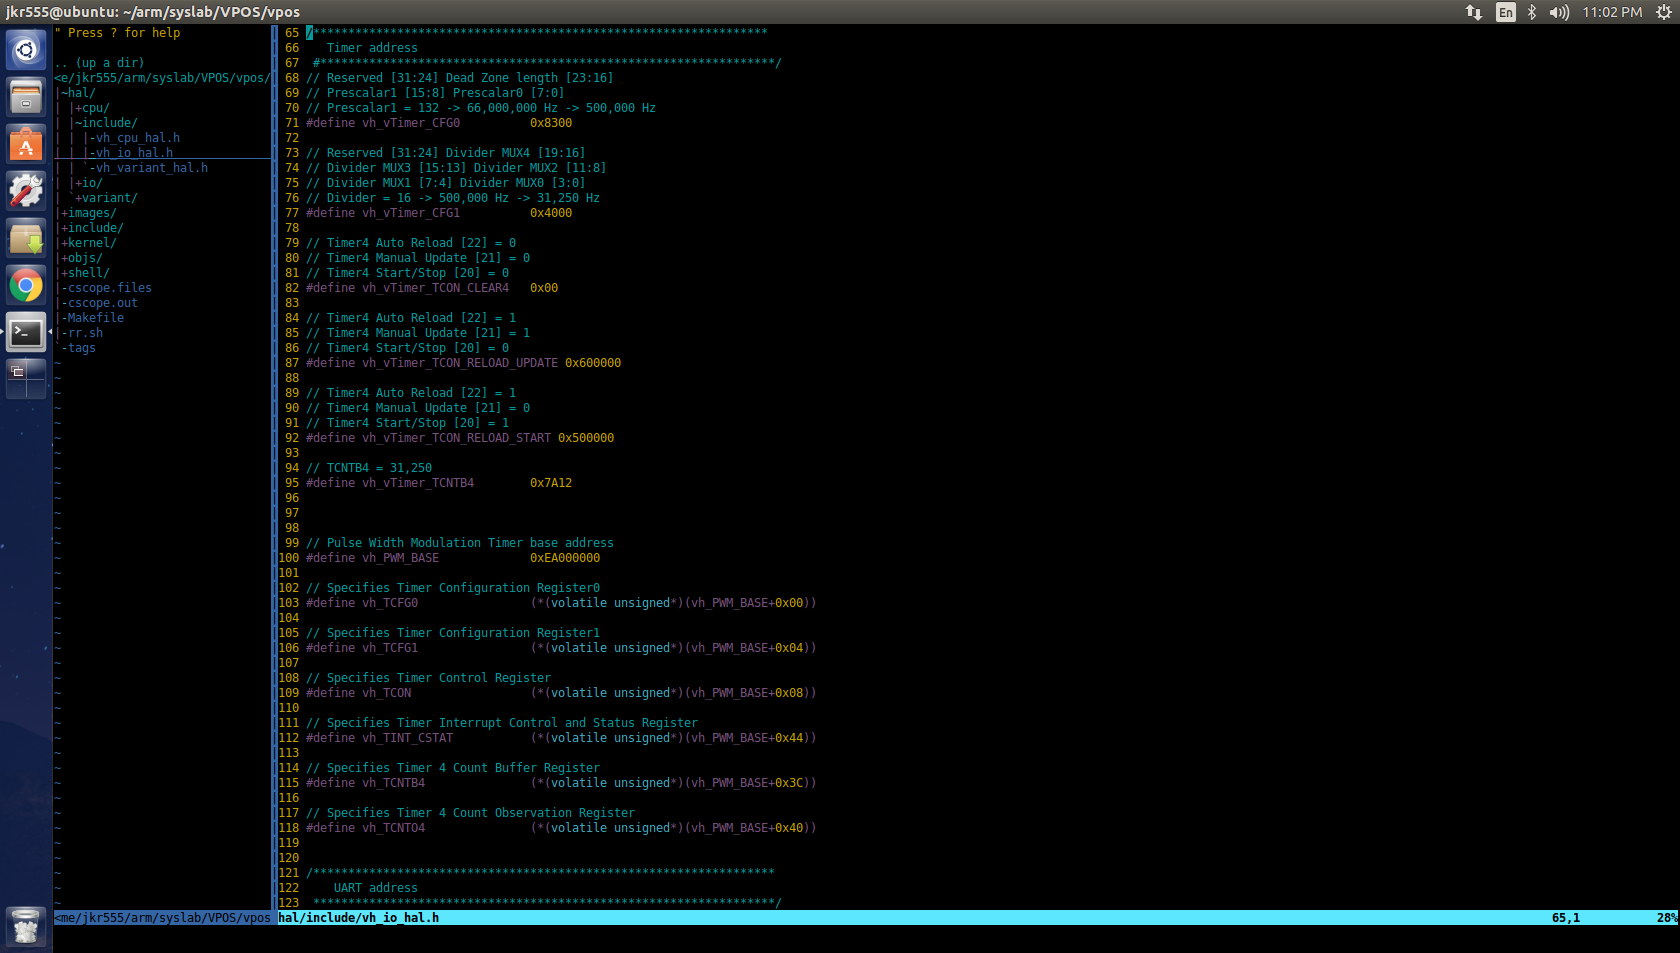 jkr555@ubuntu: ~/arm/syslab/VPOS/vpos
En
11:02 PM
" Press ? for help
.. (up a dir)
<e/jkr555/arm/syslab/VPOS/vpos/
|~hal/
| |+cpu/
| |~include/
| | |-vh_cpu_hal.h
| | |-vh_io_hal.h
| | `-vh_variant_hal.h
| |+io/
| `+variant/
|+images/
|+include/
|+kernel/
|+objs/
|+shell/
|-cscope.files
|-cscope.out
|-Makefile
|-rr.sh
`-tags
65 /*****************************************************************
66    Timer address
67  #*****************************************************************/
68 // Reserved [31:24] Dead Zone length [23:16]
69 // Prescalar1 [15:8] Prescalar0 [7:0]
70 // Prescalar1 = 132 -> 66,000,000 Hz -> 500,000 Hz
71 #define vh_vTimer_CFG0          0x8300
72
73 // Reserved [31:24] Divider MUX4 [19:16]
74 // Divider MUX3 [15:13] Divider MUX2 [11:8]
75 // Divider MUX1 [7:4] Divider MUX0 [3:0]
76 // Divider = 16 -> 500,000 Hz -> 31,250 Hz
77 #define vh_vTimer_CFG1          0x4000
78
79 // Timer4 Auto Reload [22] = 0
80 // Timer4 Manual Update [21] = 0
81 // Timer4 Start/Stop [20] = 0
82 #define vh_vTimer_TCON_CLEAR4   0x00
83
84 // Timer4 Auto Reload [22] = 1
85 // Timer4 Manual Update [21] = 1
86 // Timer4 Start/Stop [20] = 0
87 #define vh_vTimer_TCON_RELOAD_UPDATE 0x600000
88
89 // Timer4 Auto Reload [22] = 1
90 // Timer4 Manual Update [21] = 0
91 // Timer4 Start/Stop [20] = 1
92 #define vh_vTimer_TCON_RELOAD_START 0x500000
93
94 // TCNTB4 = 31,250
95 #define vh_vTimer_TCNTB4        0x7A12
96
97
98
99 // Pulse Width Modulation Timer base address
100 #define vh_PWM_BASE             0xEA000000
101
102 // Specifies Timer Configuration Register0
103 #define vh_TCFG0                (*(volatile unsigned*)(vh_PWM_BASE+0x00))
104
105 // Specifies Timer Configuration Register1
106 #define vh_TCFG1                (*(volatile unsigned*)(vh_PWM_BASE+0x04))
107
108 // Specifies Timer Control Register
109 #define vh_TCON                 (*(volatile unsigned*)(vh_PWM_BASE+0x08))
110
111 // Specifies Timer Interrupt Control and Status Register
112 #define vh_TINT_CSTAT           (*(volatile unsigned*)(vh_PWM_BASE+0x44))
113
114 // Specifies Timer 4 Count Buffer Register
115 #define vh_TCNTB4               (*(volatile unsigned*)(vh_PWM_BASE+0x3C))
116
117 // Specifies Timer 4 Count Observation Register
118 #define vh_TCNTO4               (*(volatile unsigned*)(vh_PWM_BASE+0x40))
119
120
121 /******************************************************************
122     UART address
123  ******************************************************************/
<me/jkr555/arm/syslab/VPOS/vpos hal/include/vh_io_hal.h 65,1 28%